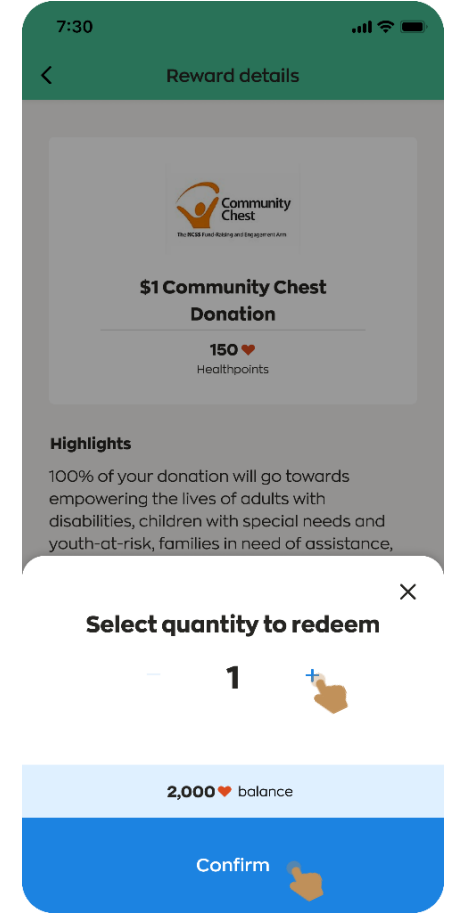 7:30
Reward details
Community
Chest
The NCSS Fund-Raising and Engagement Arm
$1 Community Chest
Donation
150
Healthpoints
Highlights
100% of your donation will go towards
empowering the lives of adults with
disabilities, children with special needs and
youth-at-risk, families in need of assistance,
Select quantity to redeem
1
2,000 balance
Confirm